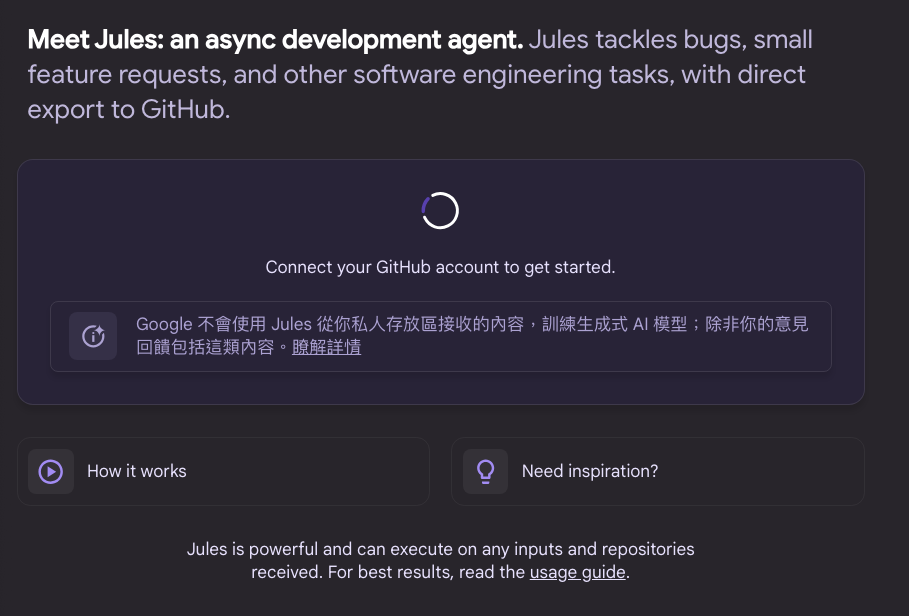 Meet Jules: an async development agent. Jules tackles bugs, small
feature requests, and other software engineering tasks, with direct
export to GitHub.
Connect your GitHub account to get started.
Google 不會使用 Jules 從你私人存放區接收的內容，訓練生成式 AI 模型；除非你的意見
回饋包括這類內容。瞭解詳情
How it works
Need inspiration?
Jules is powerful and can execute on any inputs and repositories
received. For best results, read the usage guide.